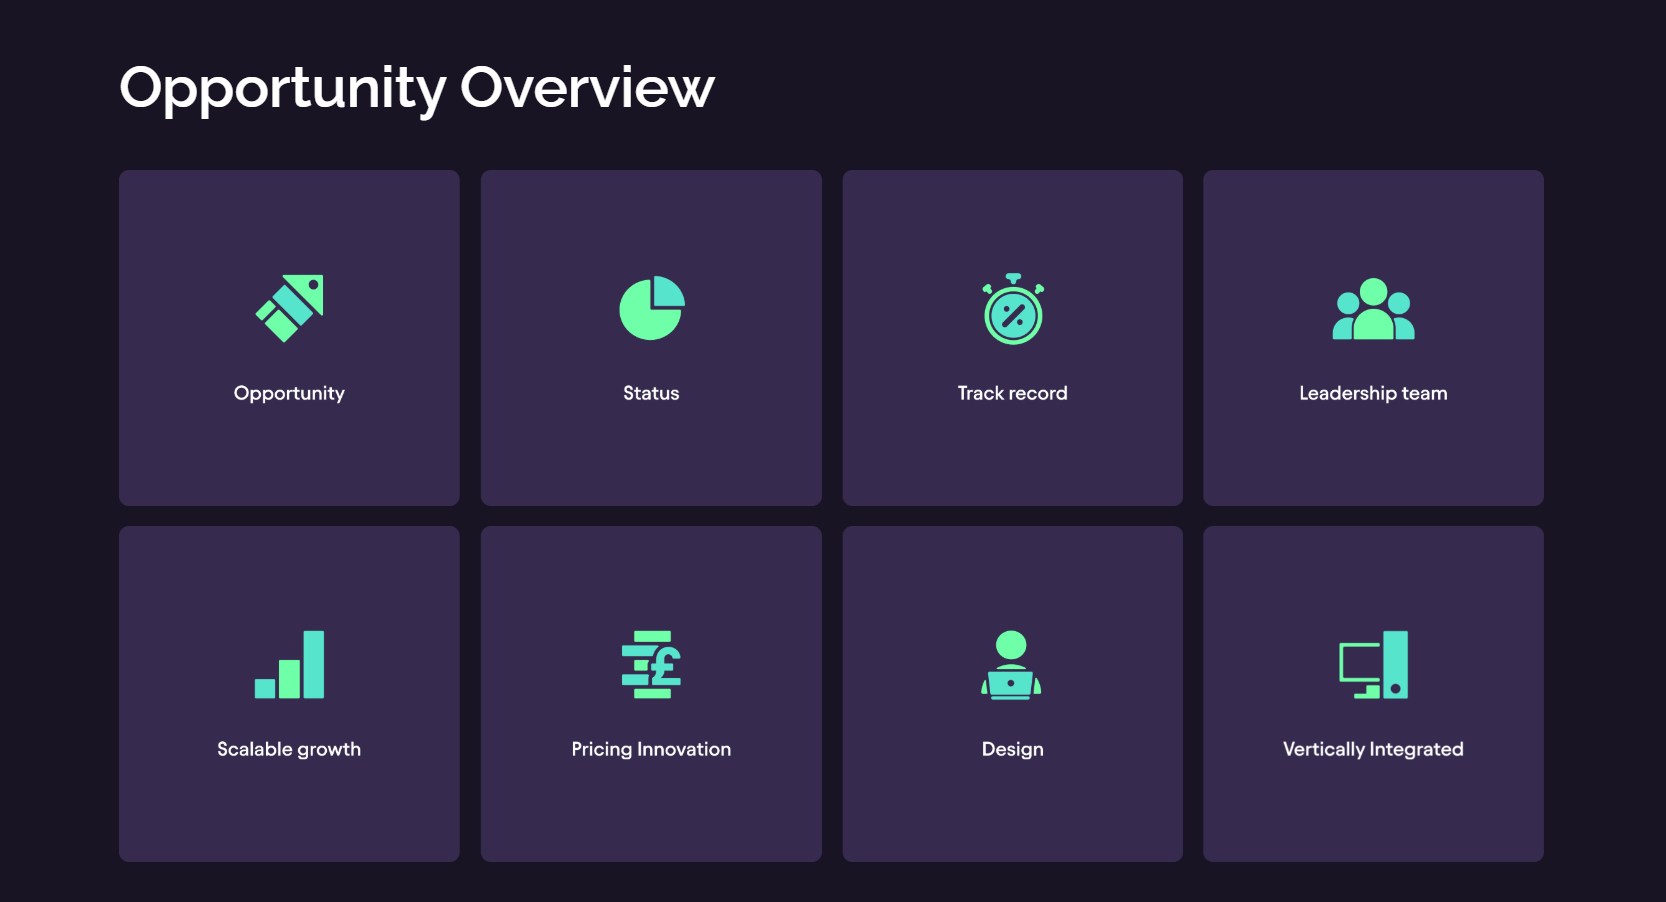 Opportunity Overview
Opportunity
Status
Track record
Leadership team
£
Scalable growth
Pricing Innovation
Design
Vertically Integrated